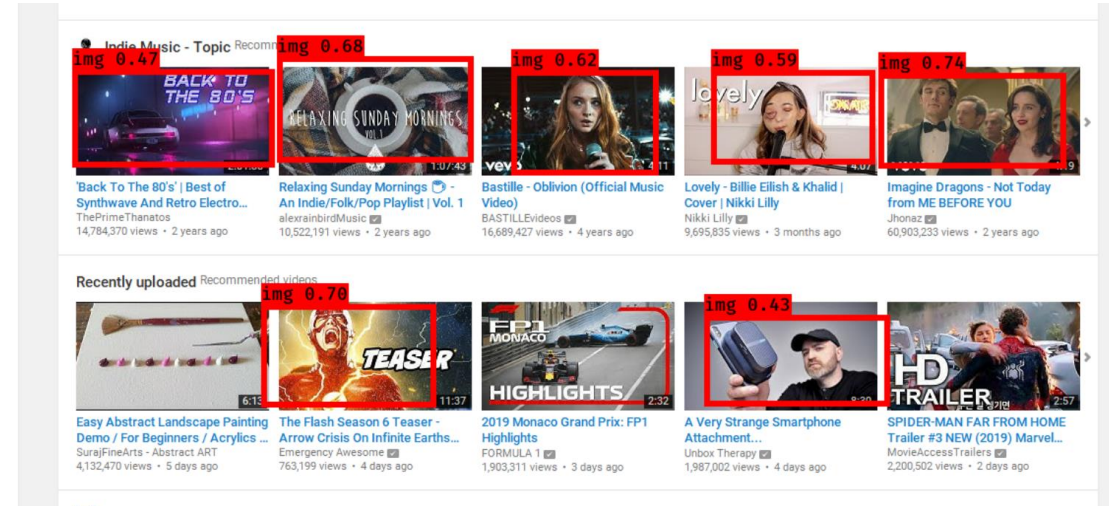 Indie Music - Topic Recomm
img 0.47
img 0.68
img 0.62
img 0.59
img 0.74
BACK TO
THE 80'S
RELAXING SUNDAY MORNINGS
VOL.1
1:07:43
vevo
4:11
lovely
4:07
'Back To The 80's' | Best of
Synthwave And Retro Electro...
ThePrimeThanatos
14,784,370 views • 2 years ago
Relaxing Sunday Mornings ☕ -
An Indie/Folk/Pop Playlist | Vol. 1
alexrainbirdMusic
10,522,191 views • 2 years ago
Bastille - Oblivion (Official Music
Video)
BASTILLEvideos
16,689,427 views • 4 years ago
Lovely - Billie Eilish & Khalid |
Cover | Nikki Lilly
Nikki Lilly
9,695,835 views • 3 months ago
Imagine Dragons - Not Today
from ME BEFORE YOU
Jhonaz
60,903,233 views • 2 years ago
Recently uploaded Recommended videos
img 0.70
img 0.43
6:13
TEASER
11:37
FP1
MONACO
HIGHLIGHTS
2:32
8:20
HD
TRAILER
2:57
Easy Abstract Landscape Painting
Demo / For Beginners / Acrylics ...
SurajFineArts - Abstract ART
4,132,470 views • 5 days ago
The Flash Season 6 Teaser -
Arrow Crisis On Infinite Earths...
Emergency Awesome
763,199 views • 4 days ago
2019 Monaco Grand Prix: FP1
Highlights
FORMULA 1
1,903,311 views • 3 days ago
A Very Strange Smartphone
Attachment...
Unbox Therapy
1,987,002 views • 4 days ago
SPIDER-MAN FAR FROM HOME
Trailer #3 NEW (2019) Marvel...
MovieAccessTrailers
2,200,502 views • 2 days ago